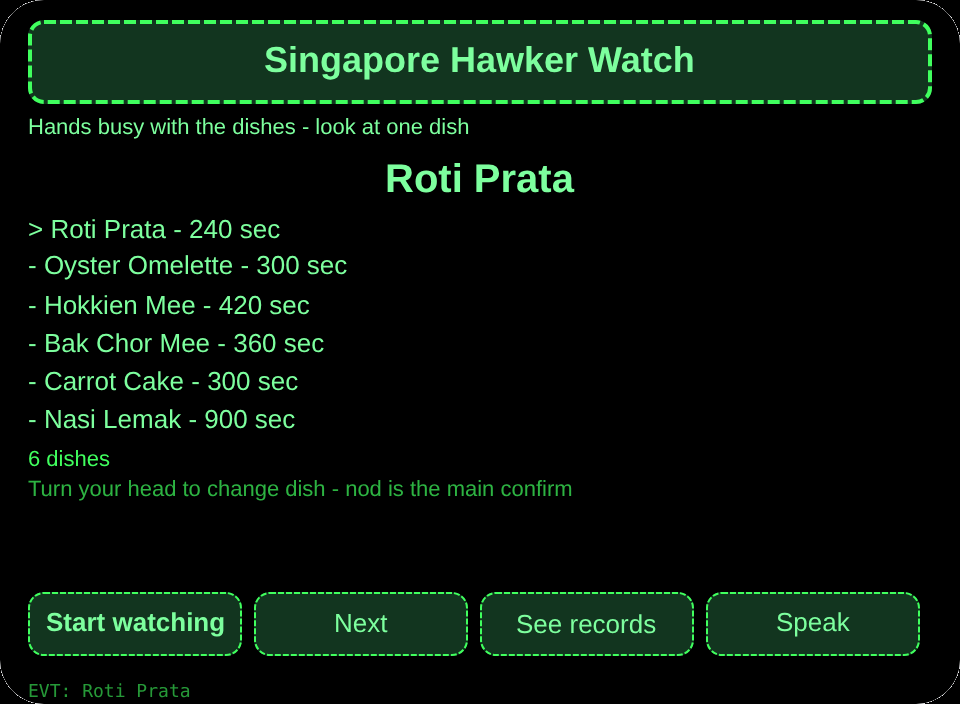 Singapore Hawker Watch
Hands busy with the dishes - look at one dish
Roti Prata
> Roti Prata - 240 sec
- Oyster Omelette - 300 sec
- Hokkien Mee - 420 sec
- Bak Chor Mee - 360 sec
- Carrot Cake - 300 sec
- Nasi Lemak - 900 sec
6 dishes
Turn your head to change dish - nod is the main confirm
Start watching
Next
See records
Speak
EVT: Roti Prata